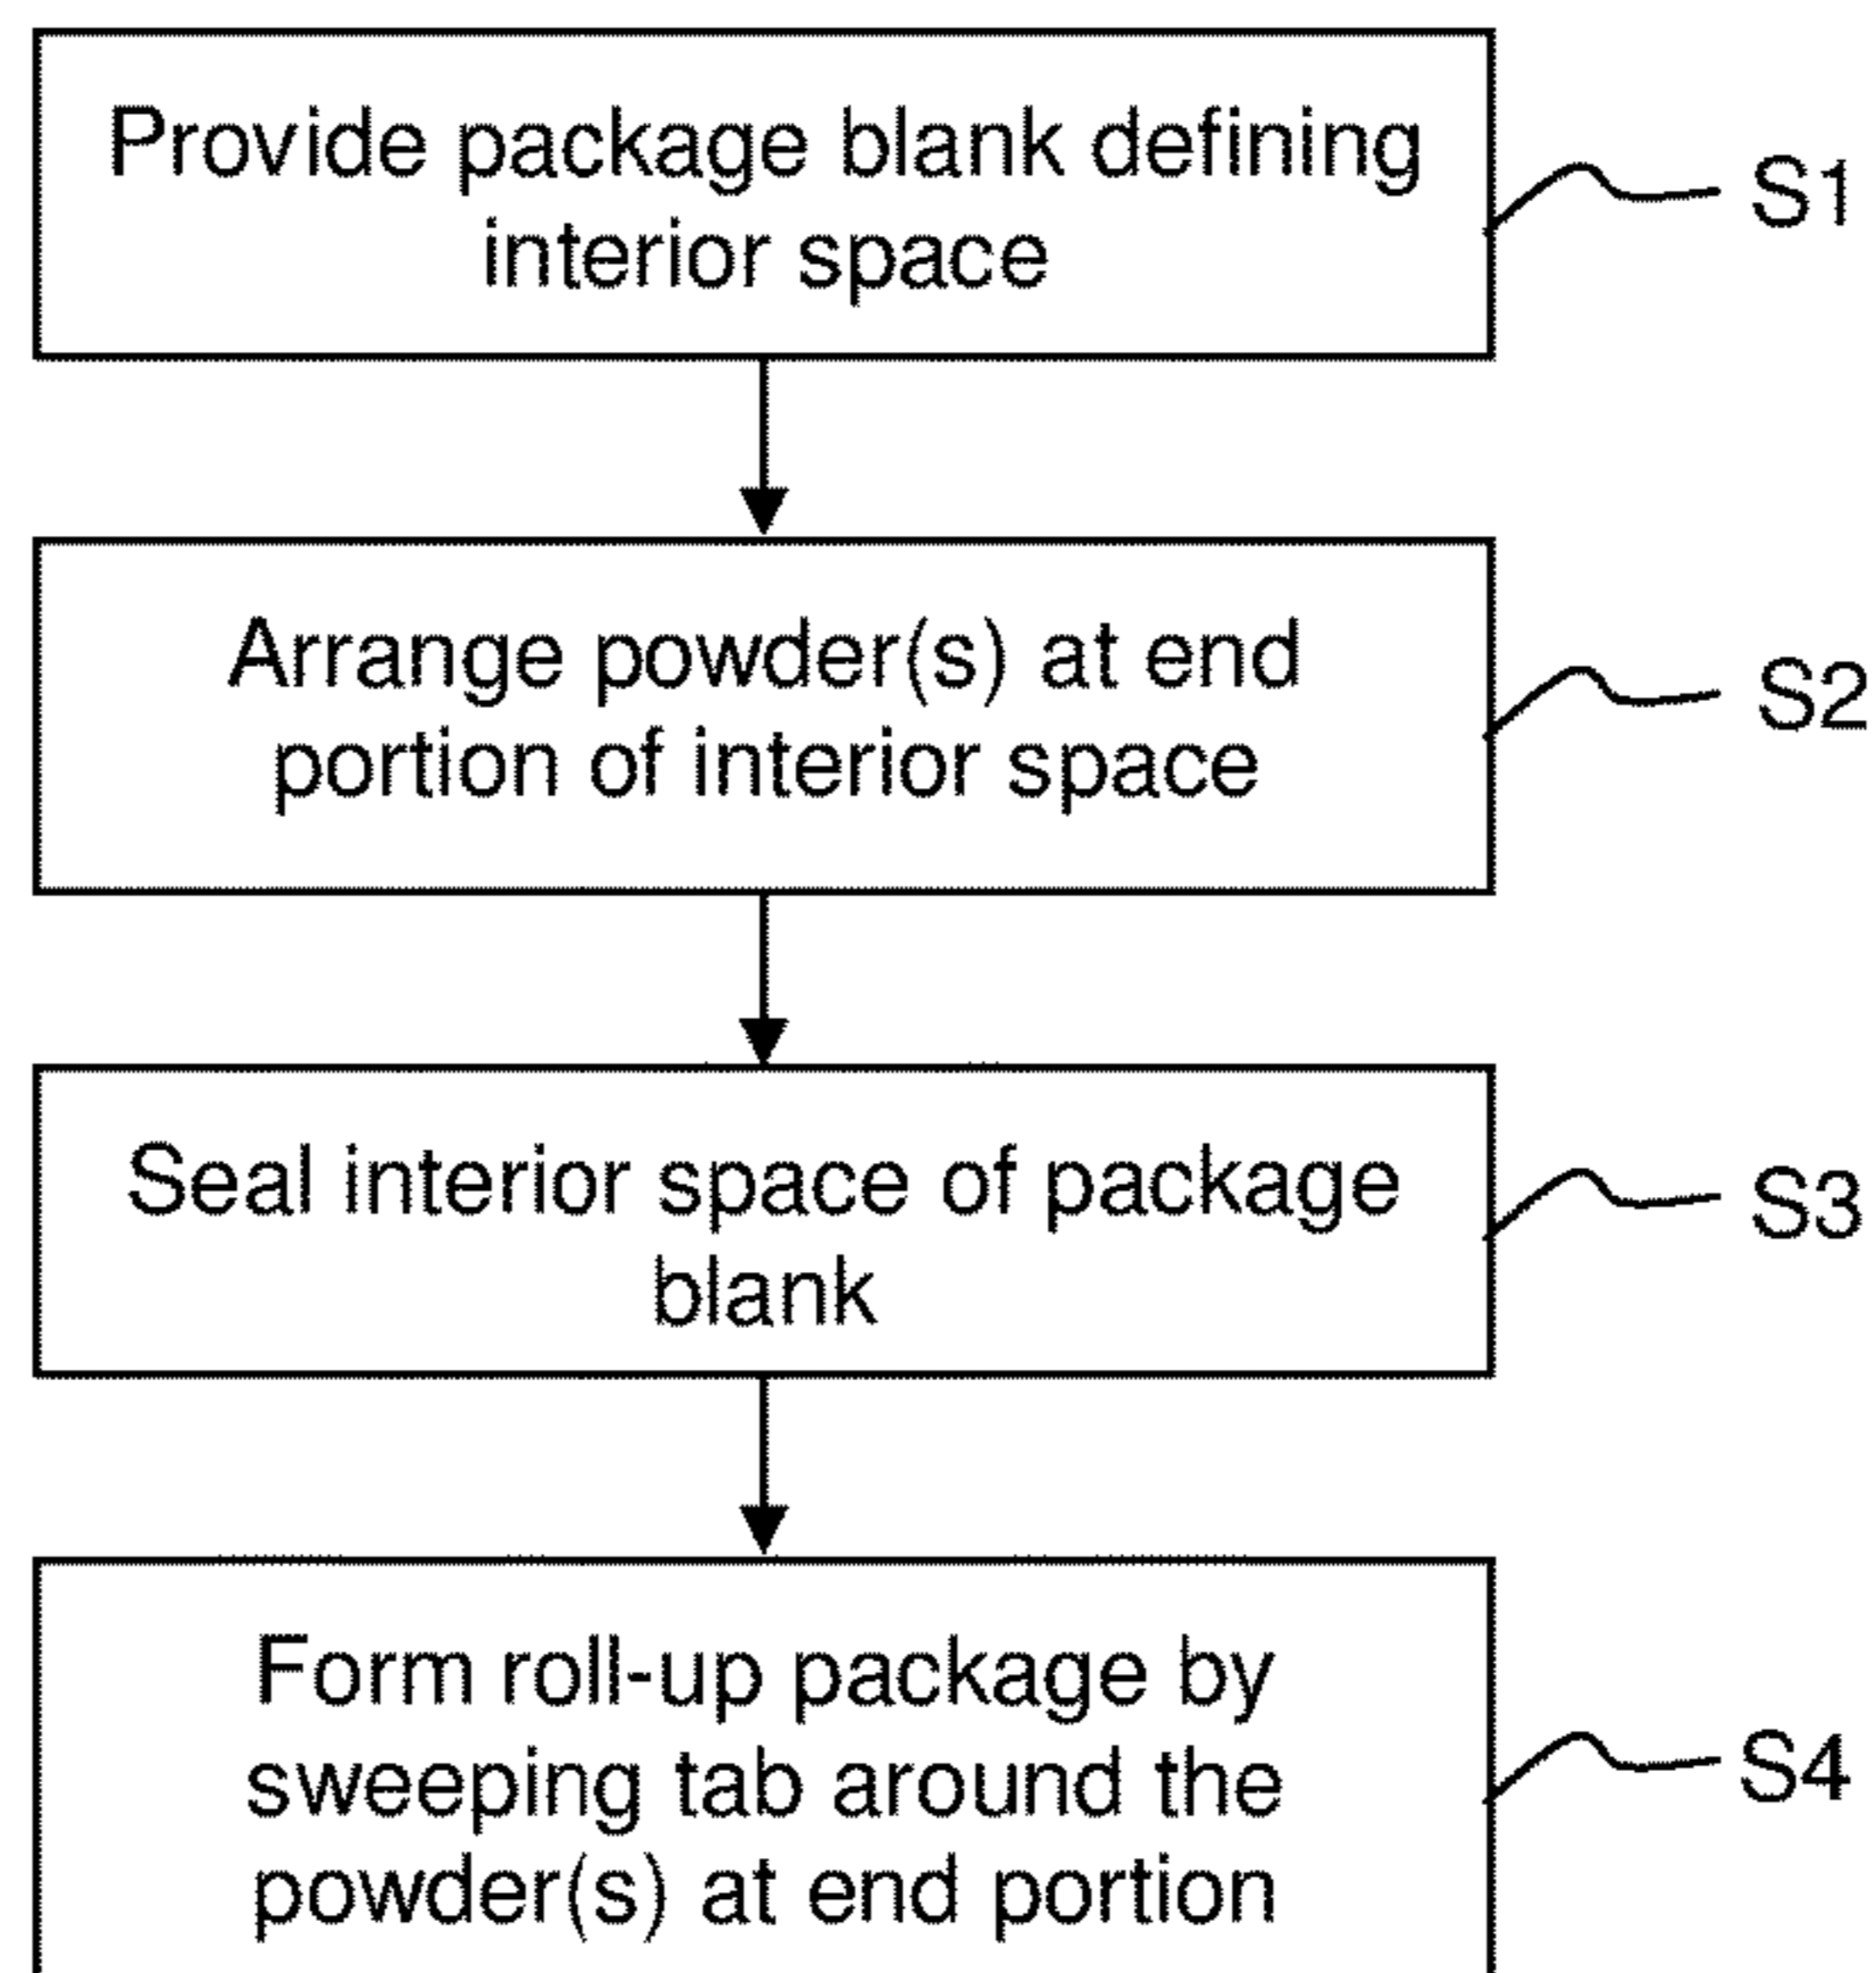 Provide package blank defining
interior space
S1
Arrange powder(s) at end
portion of interior space
S2
Seal interior space of package
blank
S3
Form roll-up package by
sweeping tab around the
powder(s) at end portion
S4